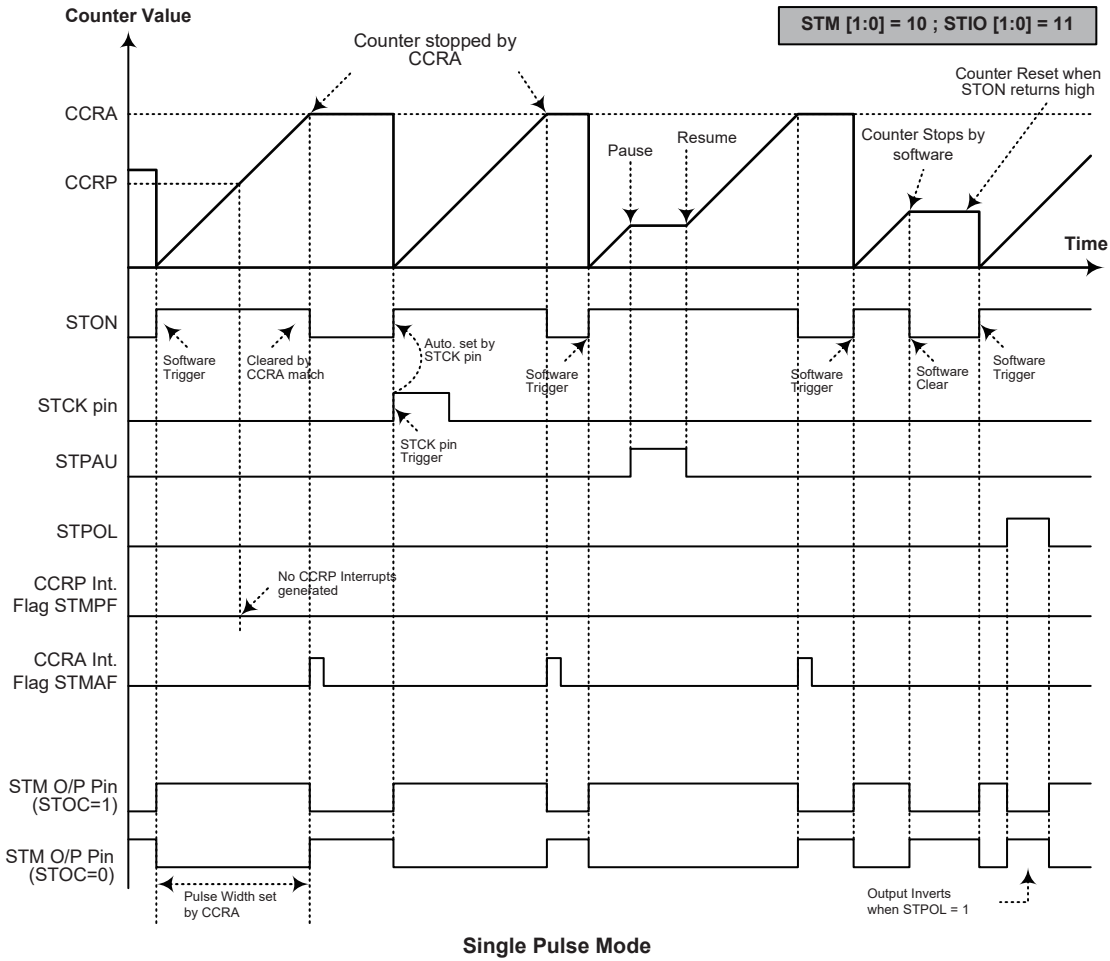 Counter Value
STM [1:0] = 10 ; STIO [1:0] = 11
Counter stopped by
CCRA
Counter Reset when
STON returns high
CCRA
Pause
Resume
Counter Stops by
software
CCRP
Time
STON
Software
Trigger
Cleared by
CCRA match
Auto. set by
STCK pin
Software
Trigger
Software
Trigger
Software
Clear
Software
Trigger
STCK pin
STCK pin
Trigger
STPAU
STPOL
CCRP Int.
Flag STMPF
No CCRP Interrupts
generated
CCRA Int.
Flag STMAF
STM O/P Pin
(STOC=1)
STM O/P Pin
(STOC=0)
Pulse Width set
by CCRA
Output Inverts
when STPOL = 1
Single Pulse Mode